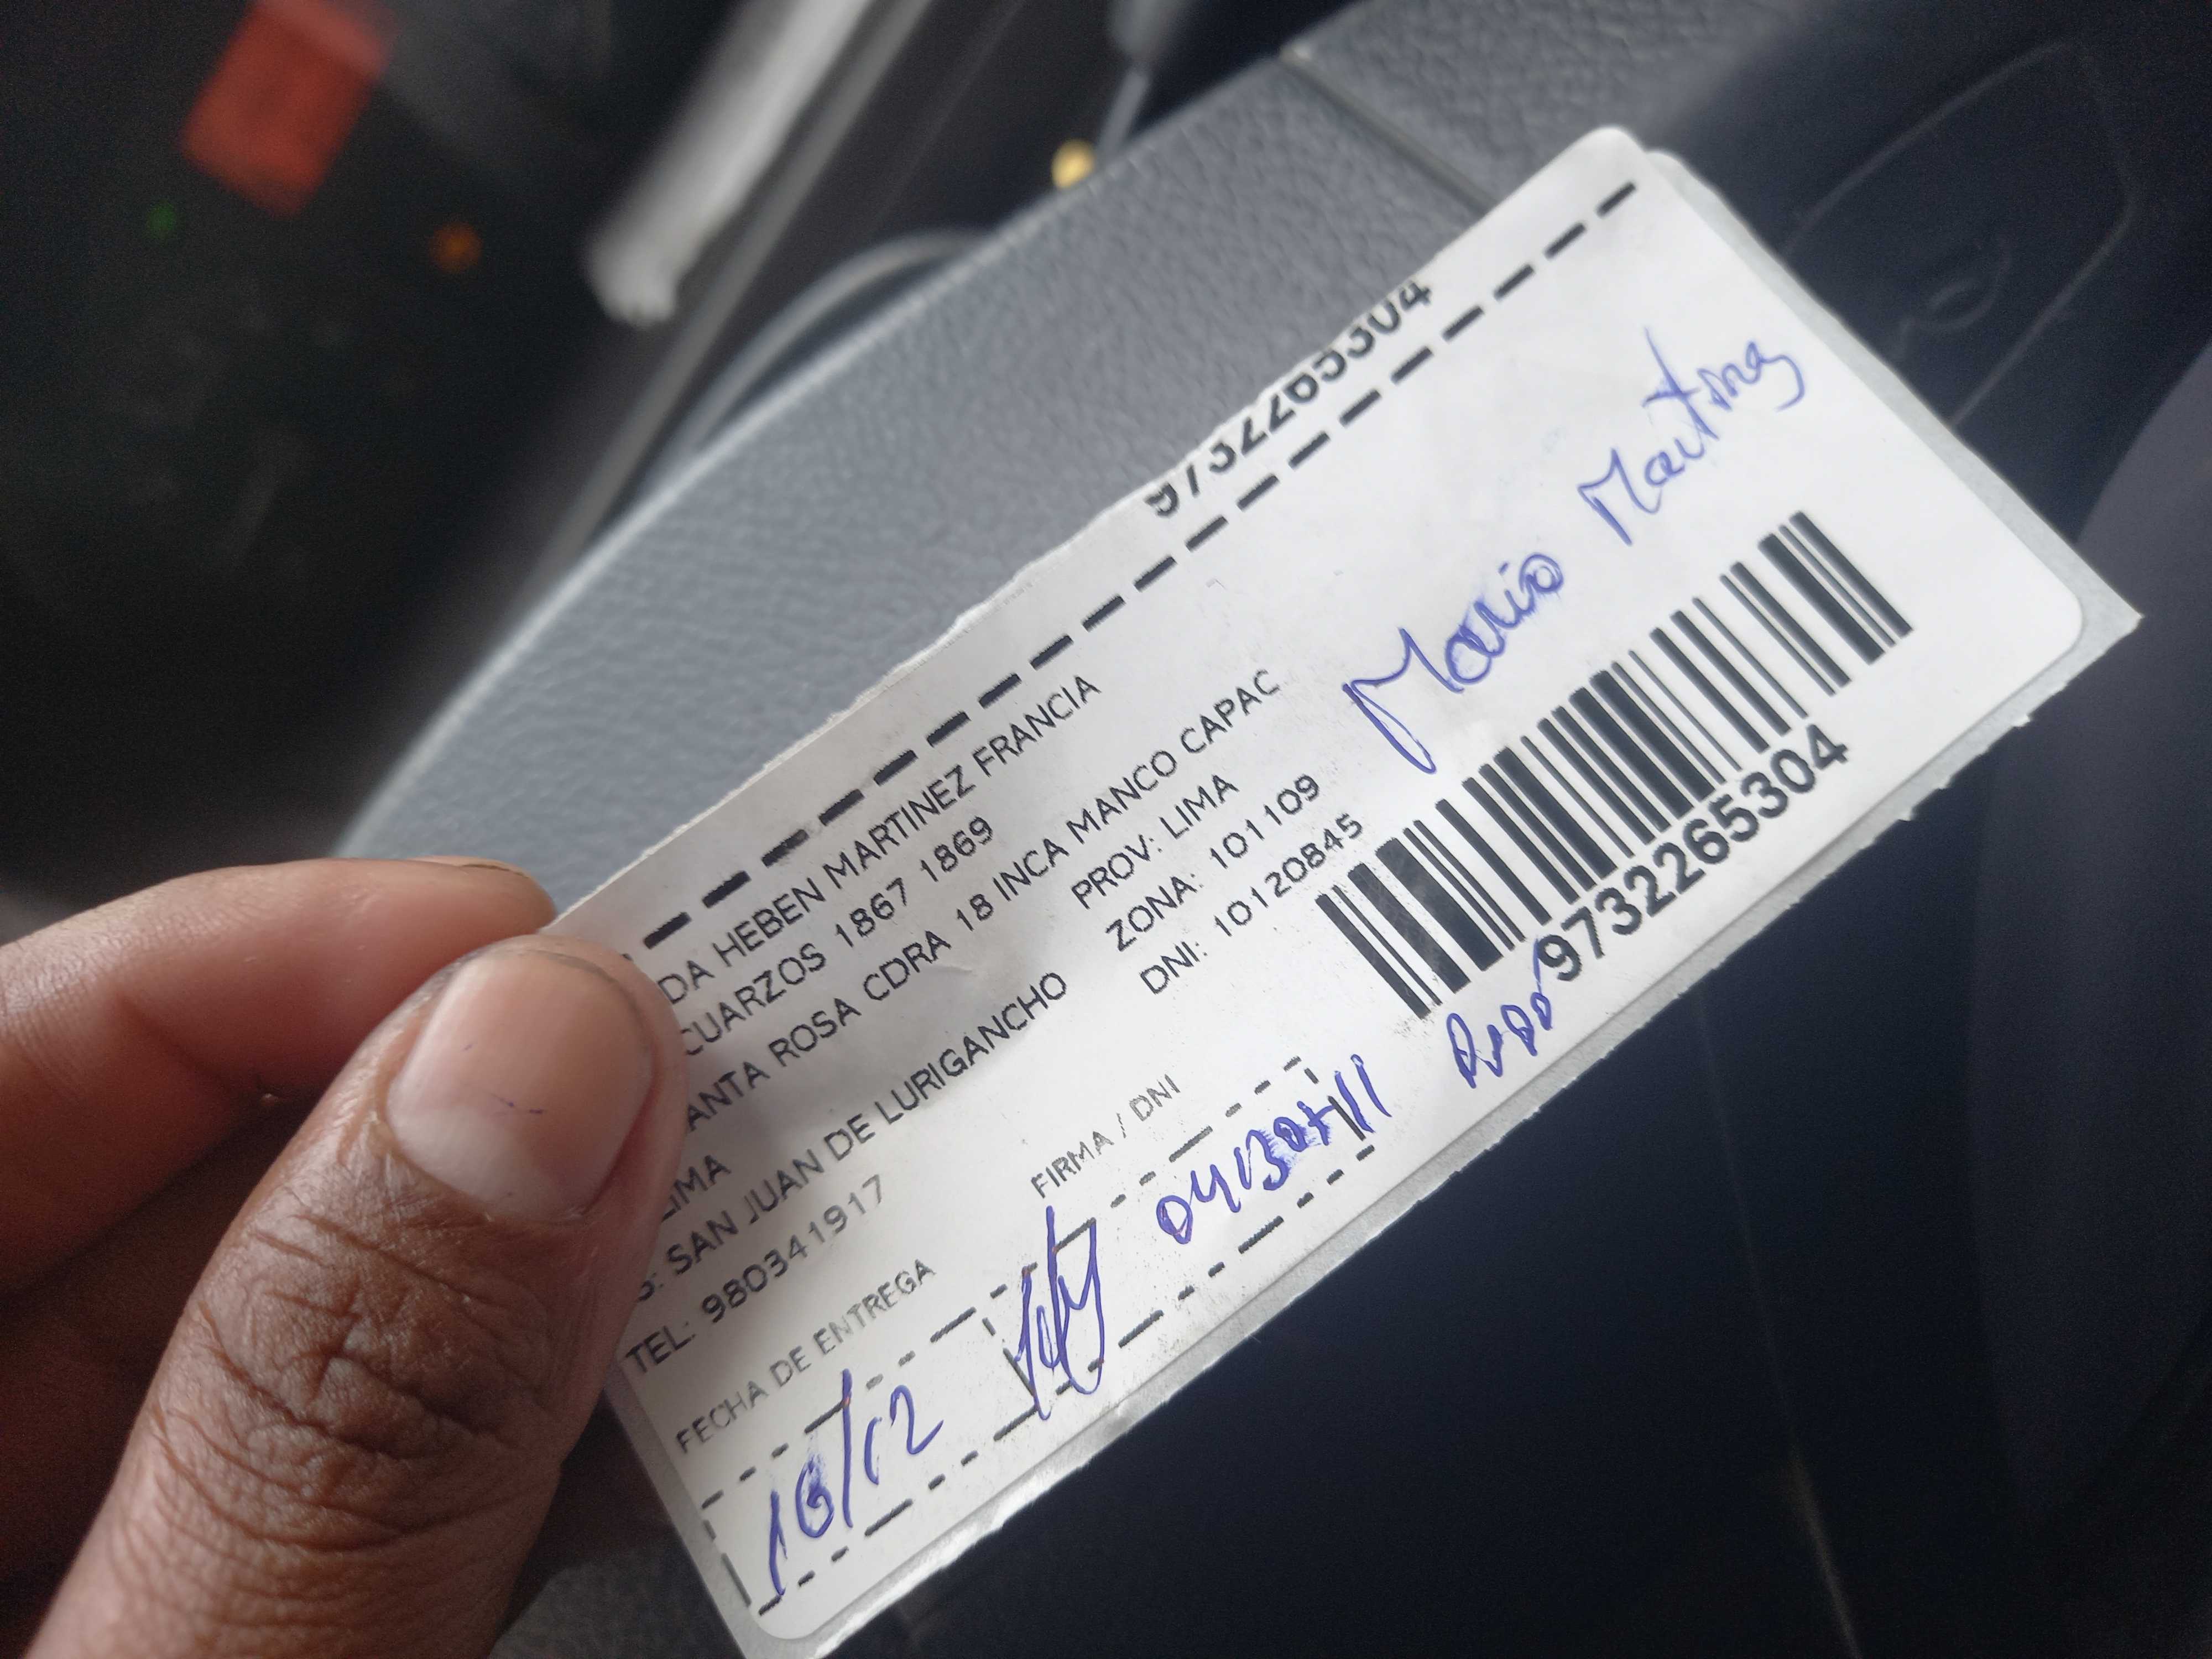 9732265304
DA HEBEN MARTINEZ FRANCIA
CUARZOS 1867 1869
ANTA ROSA CDRA 18 INCA MANCO CAPAC
LIMA PROV: LIMA
S: SAN JUAN DE LURIGANCHO ZONA: 101109
TEL: 980341917 DNI: 10120845
Mario Martinez
9732265304
FECHA DE ENTREGA FIRMA / DNI
10/12